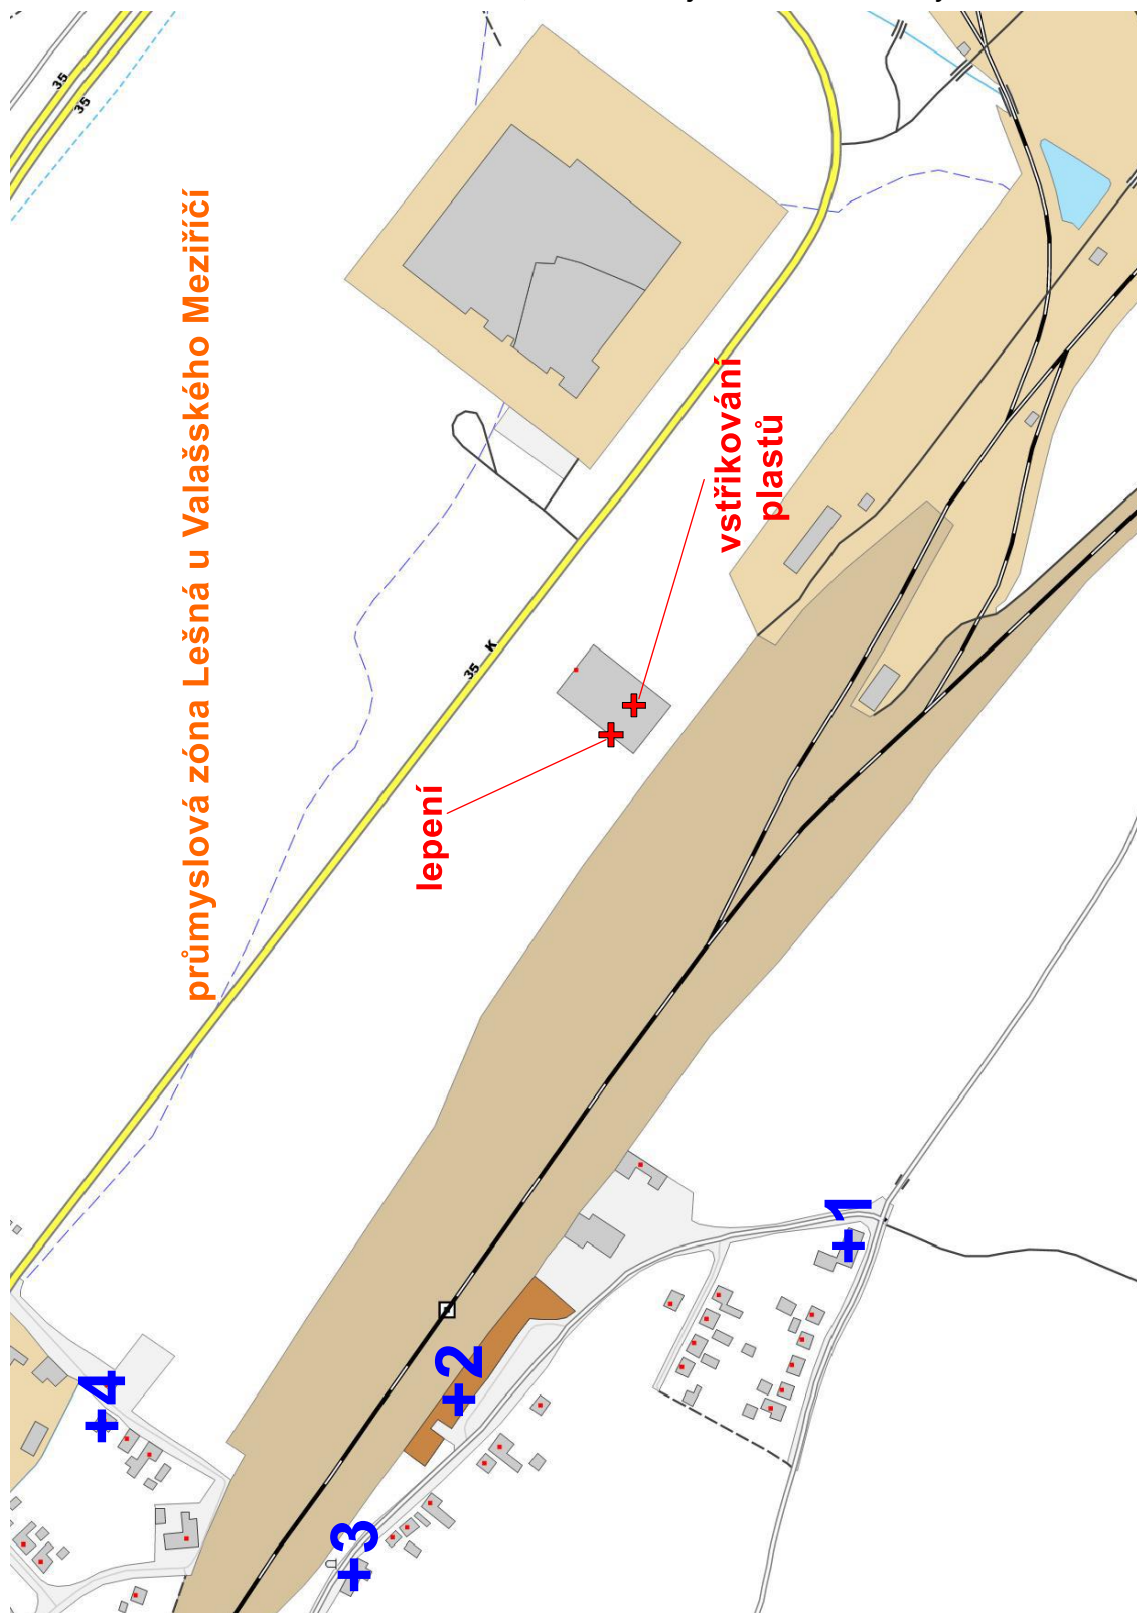 35
35
průmyslová zóna Lešná u Valašského Meziříčí
35 K
vstřikování
plastů
lepení
+1
+2
+3
+4